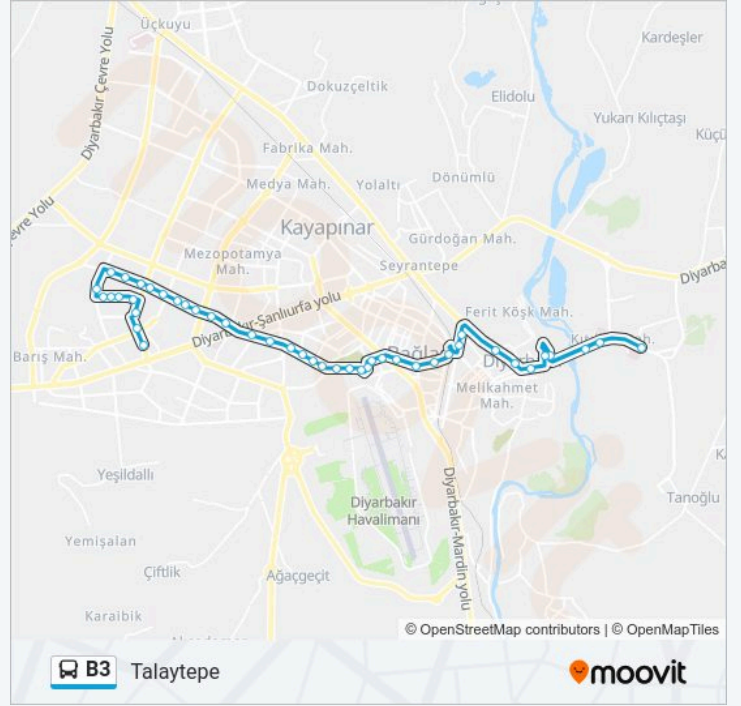 Üçkuyu
Kardeşler
Diyarbakır Çevre Yolu
Dokuzçeltik
Elidolu
Yukarı Kılıçtaşı
Fabrika Mah.
Medya Mah.
Yolaltı
Dönümlü
Kayapınar
Gürdoğan Mah.
Mezopotamya
Mah.
Seyrantepe
Diyarbakır-Şanlıurfa yolu
Ferit Köşk Mah.
Barış Mah.
Melikahmet
Mah.
Yeşildallı
Diyarbakır
Havalimanı
Diyarbakır-Mardin yolu
Tanoğlu
Yemişalan
Çiftlik
Ağaçgeçit
Karaibik
© OpenStreetMap contributors | © OpenMapTiles
B3 Talaytepe
moovit